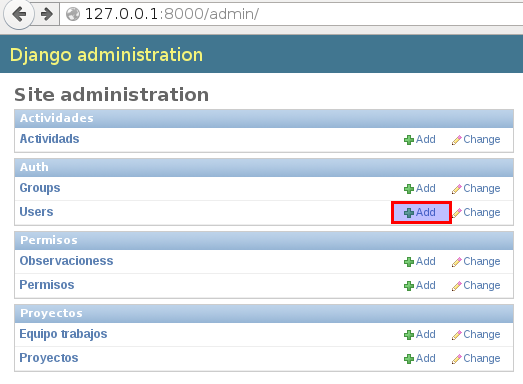 127.0.0.1:8000/admin/
Django administration
Site administration
Actividades
Actividads Add Change
Auth
Groups Add Change
Users Add Change
Permisos
Observacioness Add Change
Permisos Add Change
Proyectos
Equipo trabajos Add Change
Proyectos Add Change